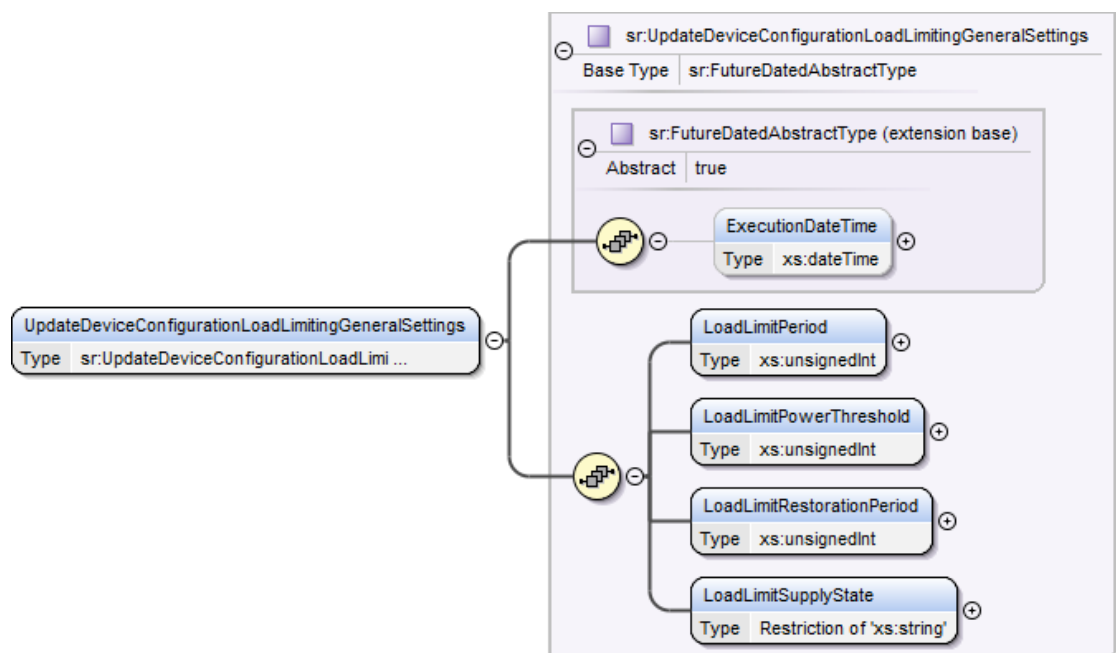 sr:UpdateDeviceConfigurationLoadLimitingGeneralSettings
Base Type sr:FutureDatedAbstractType
sr:FutureDatedAbstractType (extension base)
Abstract true
ExecutionDateTime
Type xs:dateTime
UpdateDeviceConfigurationLoadLimitingGeneralSettings
Type sr:UpdateDeviceConfigurationLoadLimi ...
LoadLimitPeriod
Type xs:unsignedInt
LoadLimitPowerThreshold
Type xs:unsignedInt
LoadLimitRestorationPeriod
Type xs:unsignedInt
LoadLimitSupplyState
Type Restriction of 'xs:string'